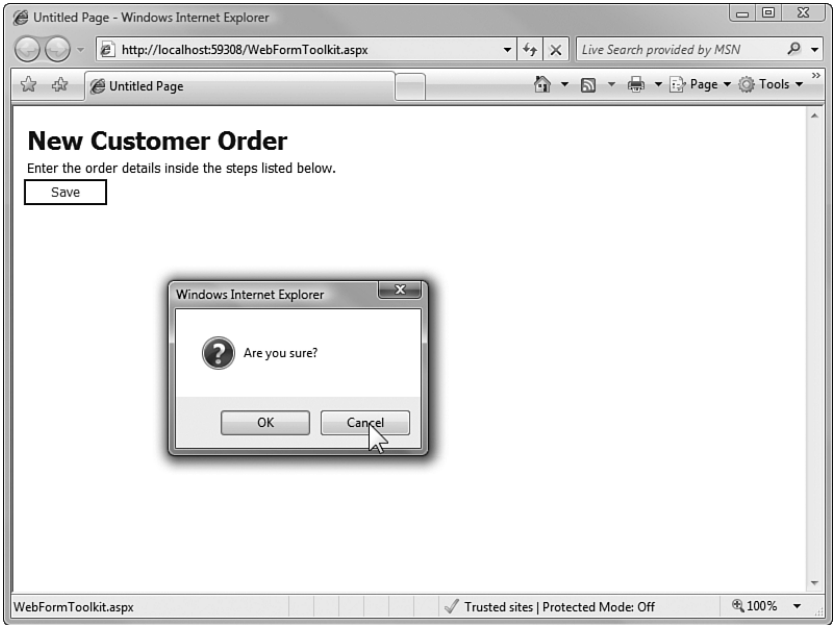 Untitled Page - Windows Internet Explorer
http://localhost:59308/WebFormToolkit.aspx
Live Search provided by MSN
Untitled Page
Page
Tools
New Customer Order
Enter the order details inside the steps listed below.
Save
Windows Internet Explorer
Are you sure?
OK
Cancel
WebFormToolkit.aspx
Trusted sites | Protected Mode: Off
100%